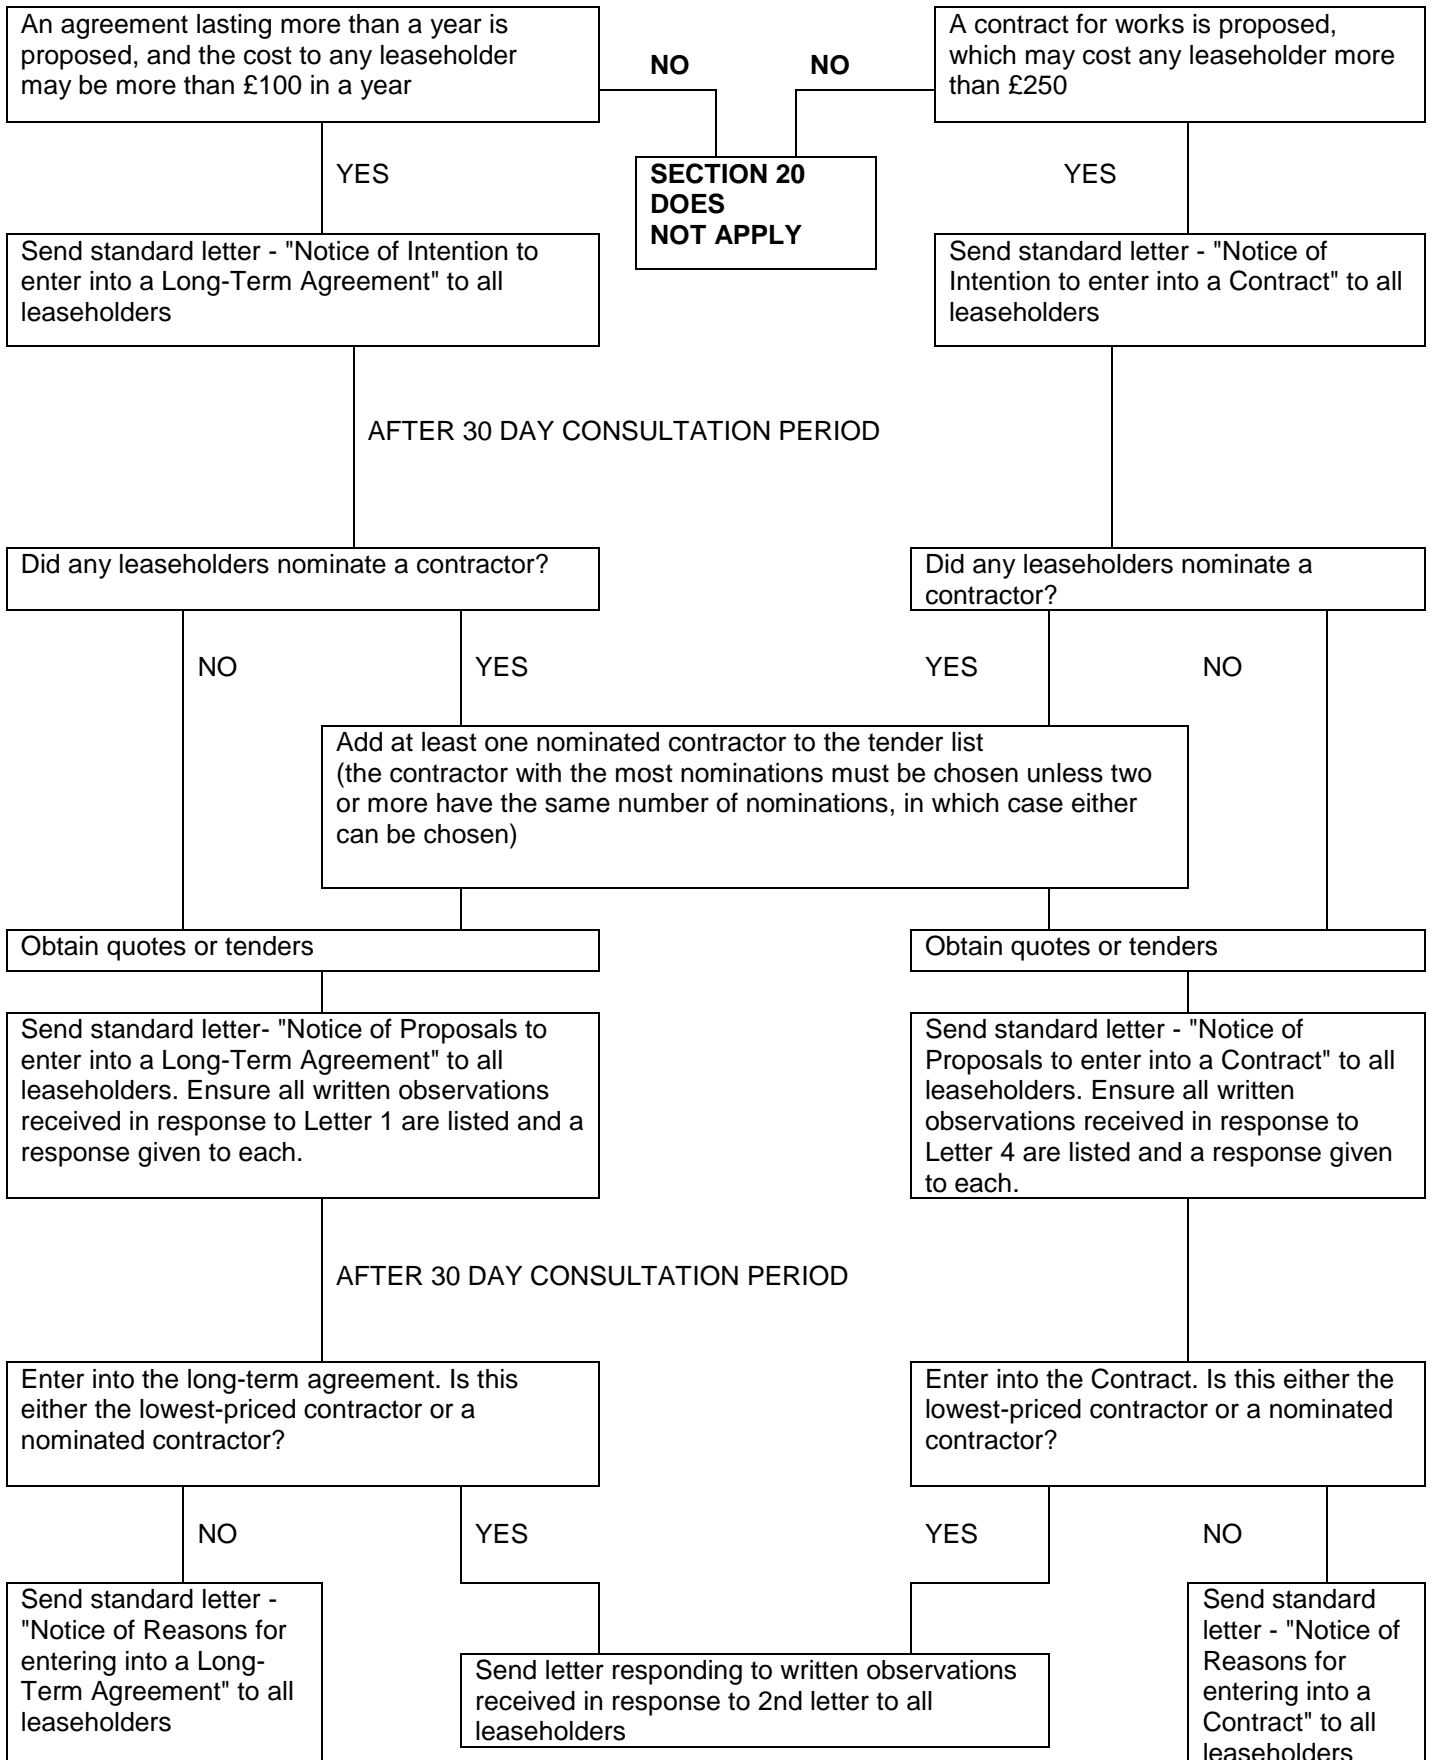 An agreement lasting more than a year is
proposed, and the cost to any leaseholder
may be more than £100 in a year
NO
NO
A contract for works is proposed,
which may cost any leaseholder more
than £250
YES
SECTION 20
DOES
NOT APPLY
YES
Send standard letter - "Notice of Intention to
enter into a Long-Term Agreement" to all
leaseholders
Send standard letter - "Notice of
Intention to enter into a Contract" to all
leaseholders
AFTER 30 DAY CONSULTATION PERIOD
Did any leaseholders nominate a contractor?
Did any leaseholders nominate a
contractor?
NO
YES
YES
NO
Add at least one nominated contractor to the tender list
(the contractor with the most nominations must be chosen unless two
or more have the same number of nominations, in which case either
can be chosen)
Obtain quotes or tenders
Obtain quotes or tenders
Send standard letter- "Notice of Proposals to
enter into a Long-Term Agreement" to all
leaseholders. Ensure all written observations
received in response to Letter 1 are listed and a
response given to each.
Send standard letter - "Notice of
Proposals to enter into a Contract" to all
leaseholders. Ensure all written
observations received in response to
Letter 4 are listed and a response given
to each.
AFTER 30 DAY CONSULTATION PERIOD
Enter into the long-term agreement. Is this
either the lowest-priced contractor or a
nominated contractor?
Enter into the Contract. Is this either the
lowest-priced contractor or a nominated
contractor?
NO
YES
YES
NO
Send standard letter -
"Notice of Reasons for
entering into a Long-
Term Agreement" to all
leaseholders
Send letter responding to written observations
received in response to 2nd letter to all
leaseholders
Send standard
letter - "Notice of
Reasons for
entering into a
Contract" to all
leaseholders